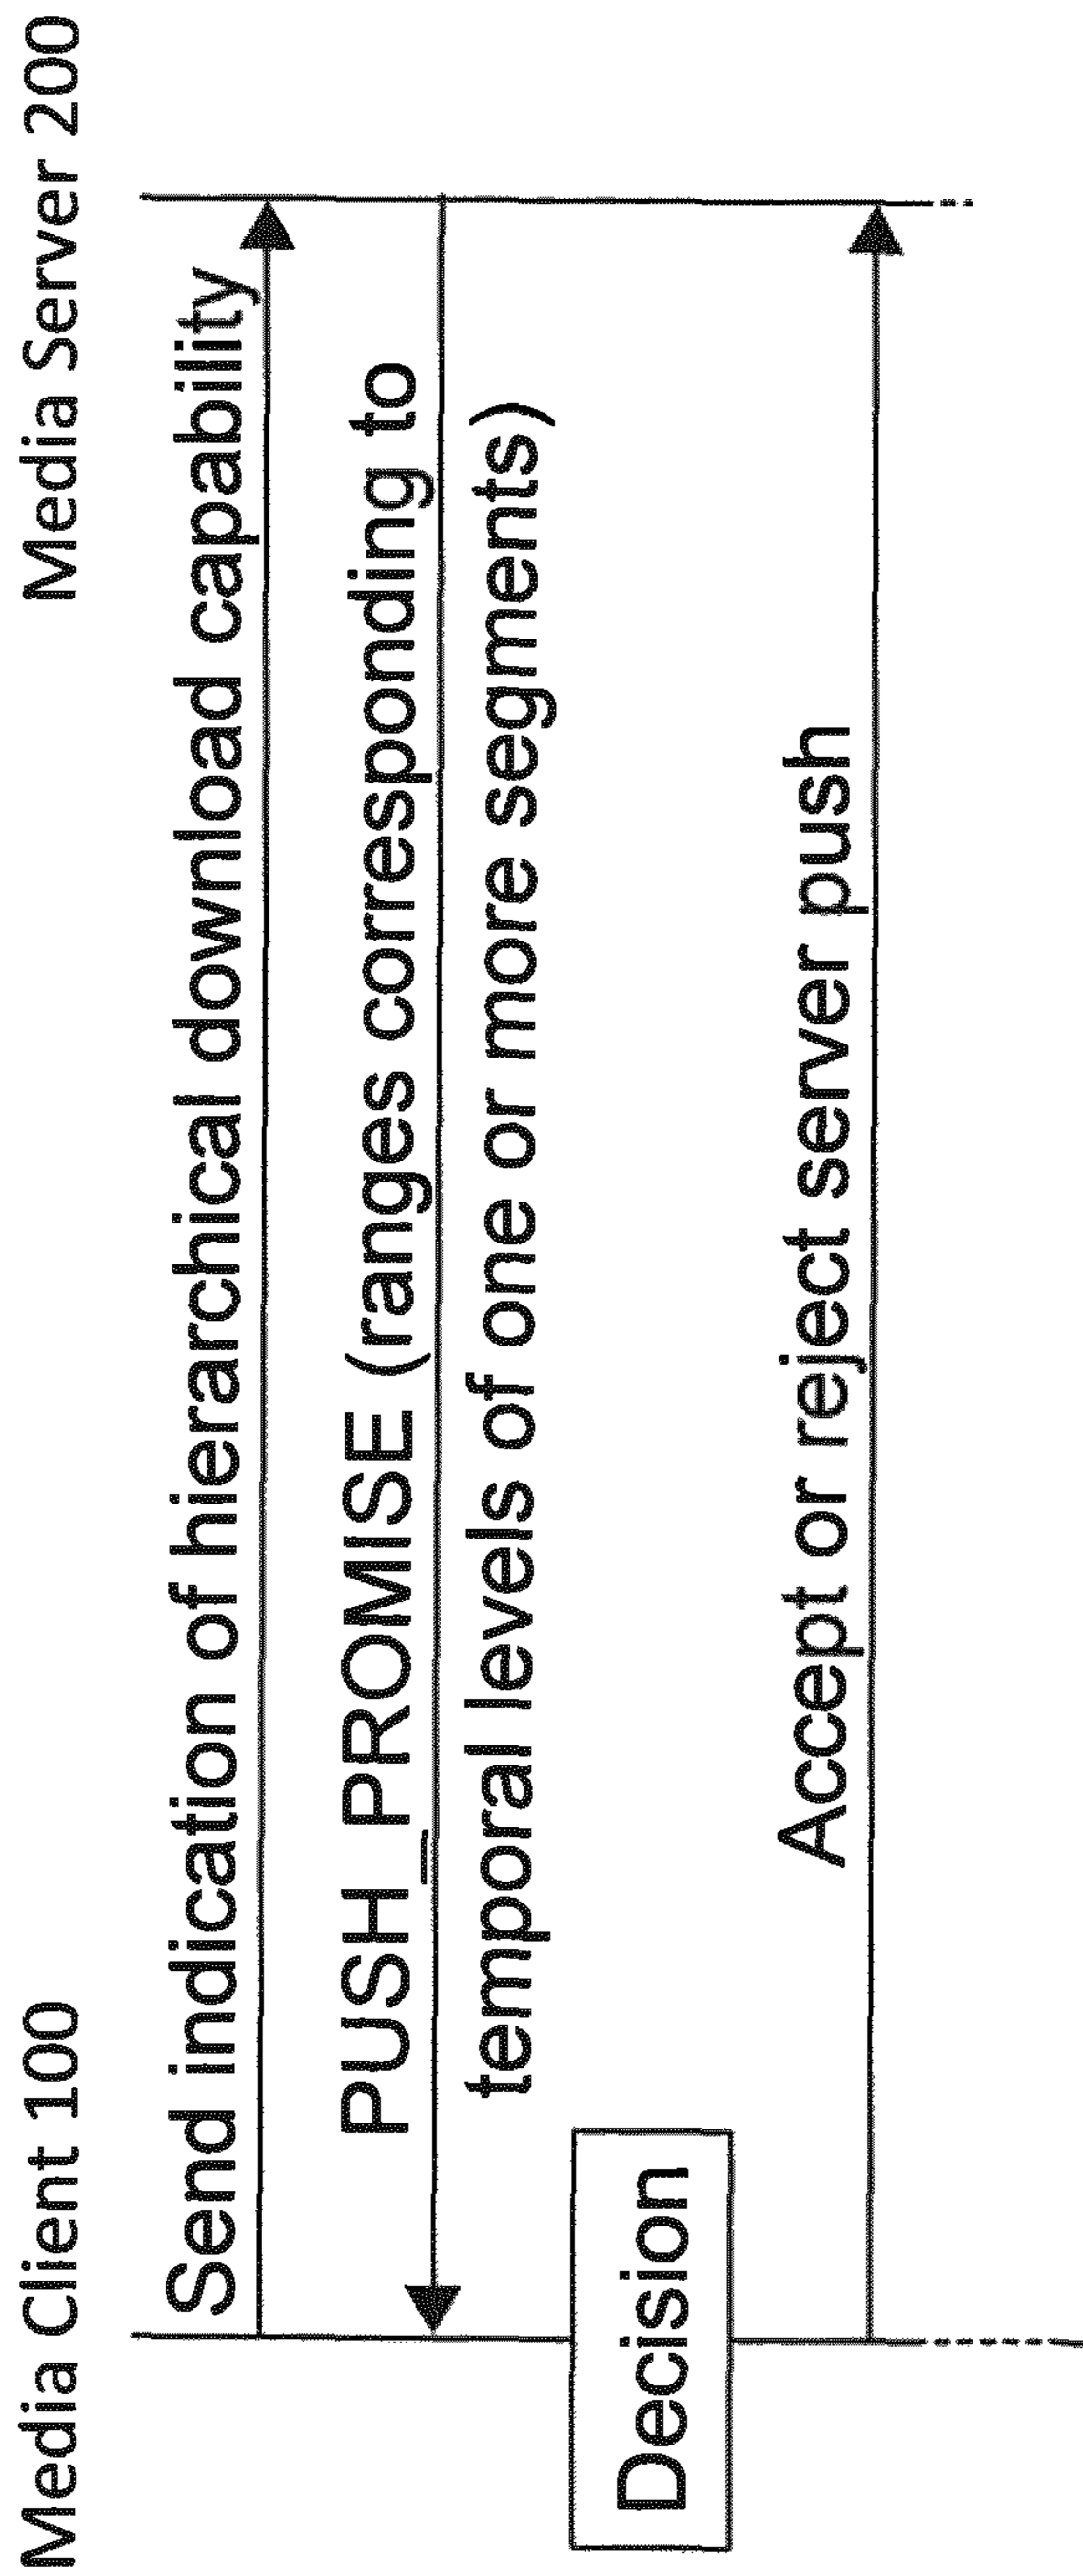 Media Client 100
Media Server 200
Send indication of hierarchical download capability
PUSH_PROMISE (ranges corresponding to
temporal levels of one or more segments)
Decision
Accept or reject server push